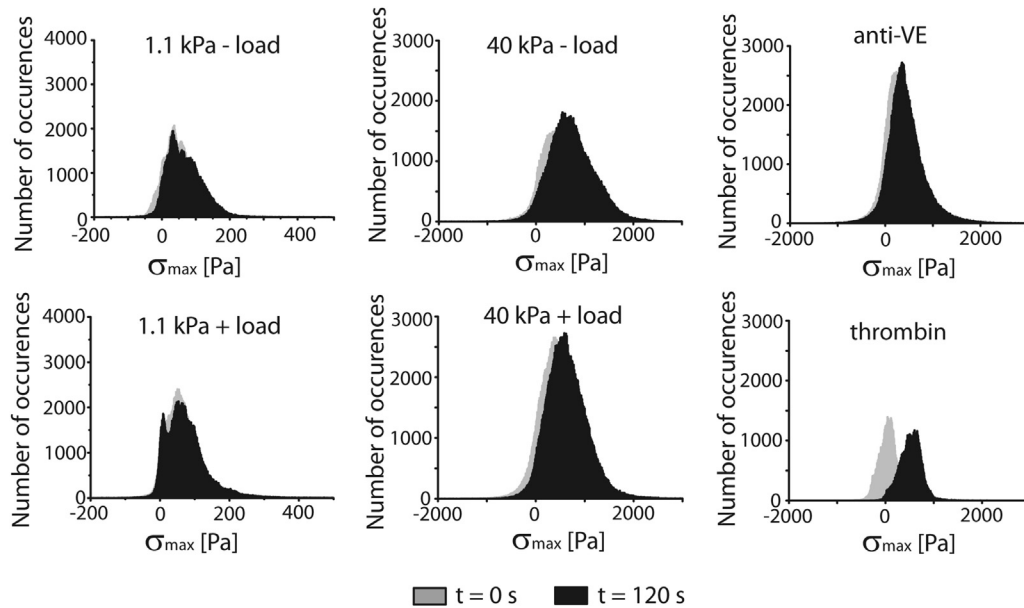 1.1 kPa - load
Number of occurences
4000
3000
2000
1000
0
-200 0 200 400
σmax [Pa]
40 kPa - load
Number of occurences
3000
2000
1000
0
-2000 0 2000
σmax [Pa]
anti-VE
Number of occurences
3000
2000
1000
0
-2000 0 2000
σmax [Pa]
1.1 kPa + load
Number of occurences
4000
3000
2000
1000
0
-200 0 200 400
σmax [Pa]
40 kPa + load
Number of occurences
3000
2000
1000
0
-2000 0 2000
σmax [Pa]
thrombin
Number of occurences
3000
2000
1000
0
-2000 0 2000
σmax [Pa]
t = 0 s t = 120 s